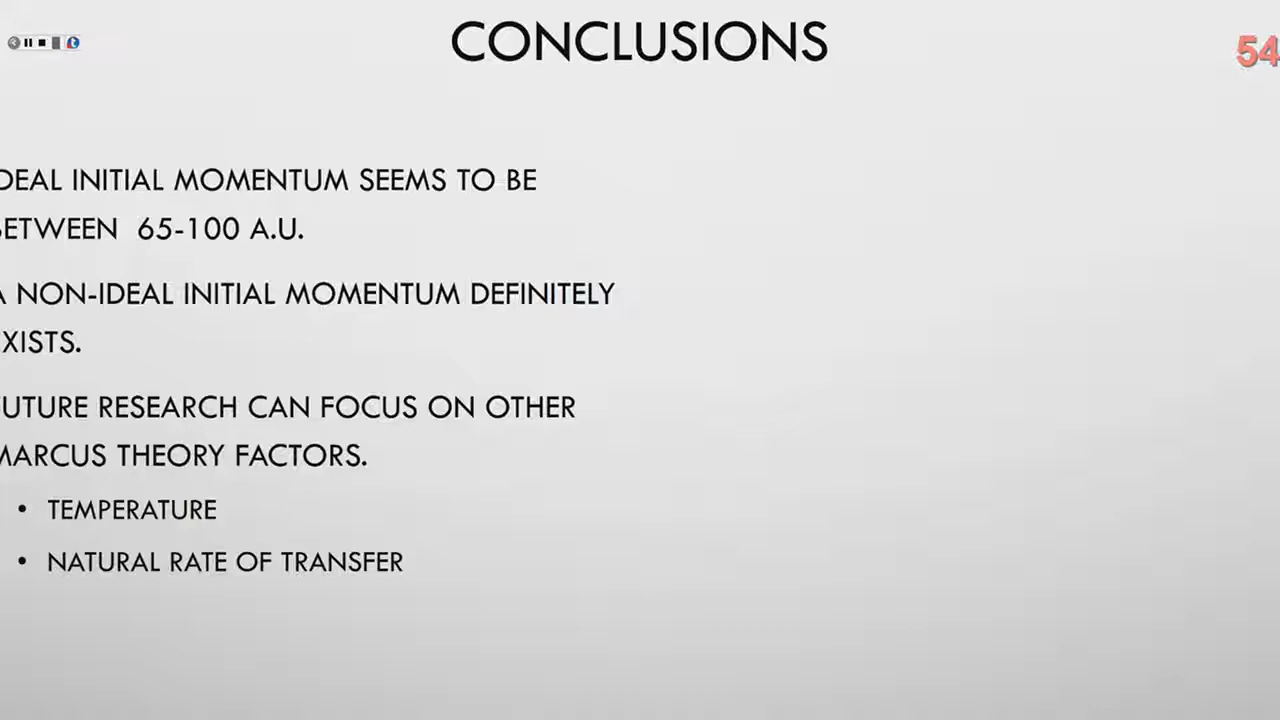 CONCLUSIONS
54
DEAL INITIAL MOMENTUM SEEMS TO BE
BETWEEN 65-100 A.U.
A NON-IDEAL INITIAL MOMENTUM DEFINITELY
XISTS.
UTURE RESEARCH CAN FOCUS ON OTHER
MARCUS THEORY FACTORS.
• TEMPERATURE
• NATURAL RATE OF TRANSFER